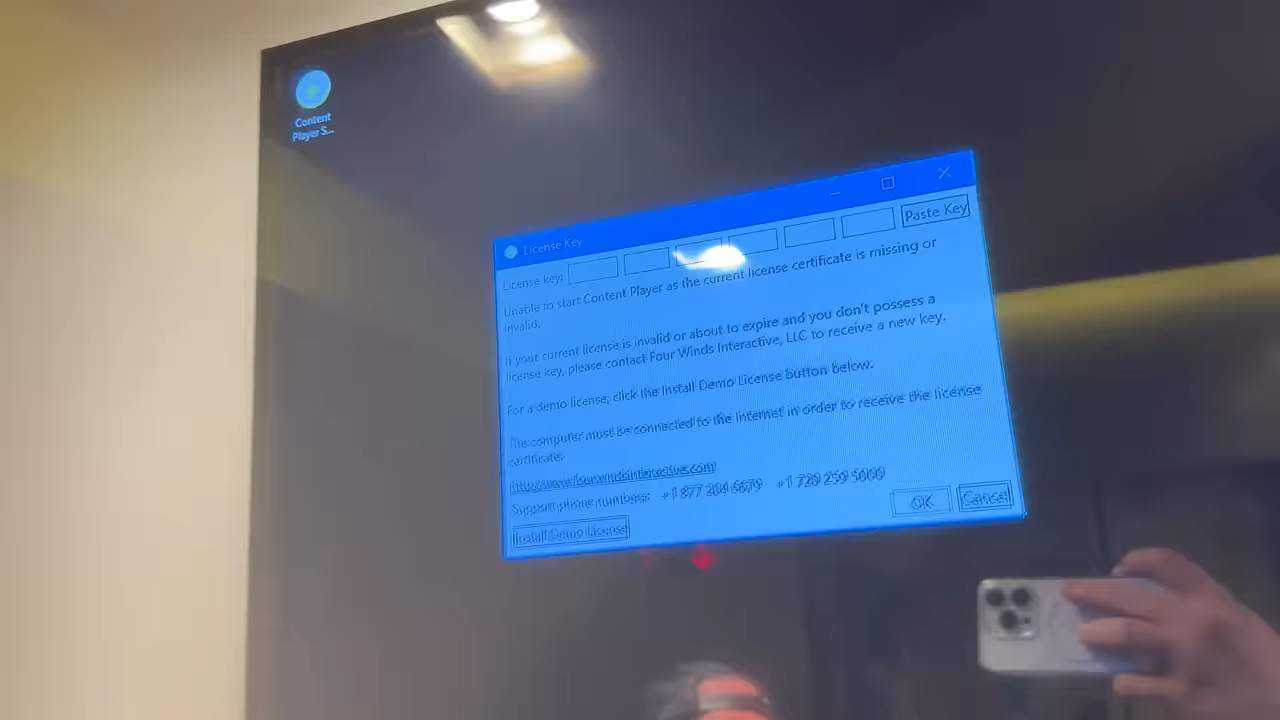 Content
Player S...
License Key
License key:
Paste Key
Unable to start Content Player as the current license certificate is missing or
invalid.
If your current license is invalid or about to expire and you don't possess a
license key, please contact Four Winds Interactive, LLC to receive a new key.
For a demo license, click the Install Demo License button below.
The computer must be connected to the Internet in order to receive the license
certificate.
http://www.fourwindsinteractive.com
Support phone numbers: +1 877 204 6679 +1 720 259 5000
OK
Cancel
Install Demo License